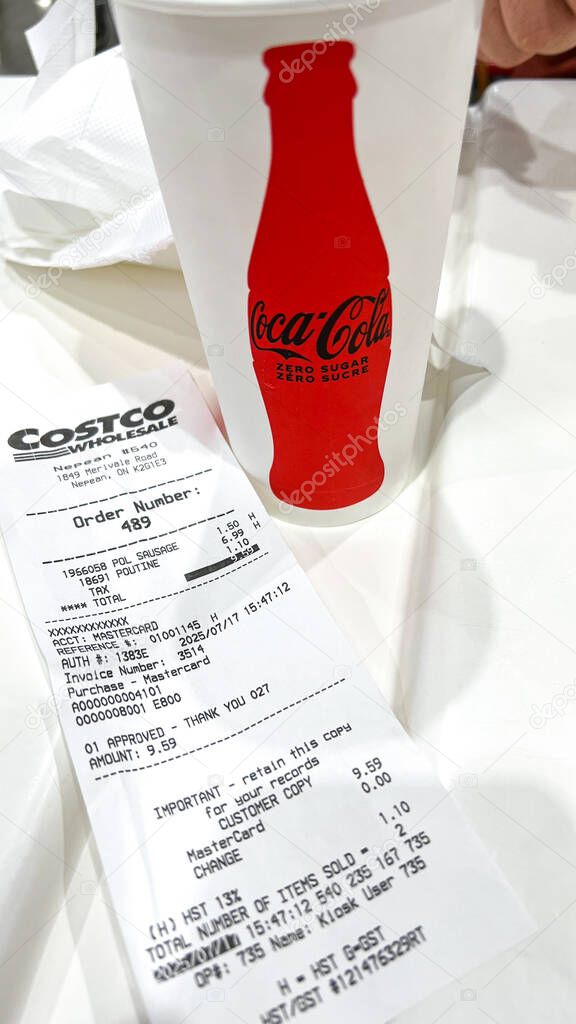 Coca-Cola
ZERO SUGAR
ZÉRO SUCRE
COSTCO
WHOLESALE
Nepean #540
1849 Merivale Road
Nepean, ON K2G1E3
Order Number:
489
1966058 POL SAUSAGE 1.50 H
18691 POUTINE 6.99 H
TAX 1.10
**** TOTAL 9.59
XXXXXXXXXXXX
ACCT: MASTERCARD
REFERENCE #: 01001145 H
AUTH #: 1383E 2025/07/17 15:47:12
Invoice Number: 3514
Purchase - Mastercard
A000000004101
0000008001 E800
01 APPROVED - THANK YOU 027
AMOUNT: 9.59
IMPORTANT - retain this copy
for your records
CUSTOMER COPY
MasterCard 9.59
CHANGE 0.00
(H) HST 13% 1.10
TOTAL NUMBER OF ITEMS SOLD = 2
15:47:12 540 235 167 735
OP#: 735 Name: Kiosk User 735
H = HST G=GST
HST/GST #121476329RT
depositphotos